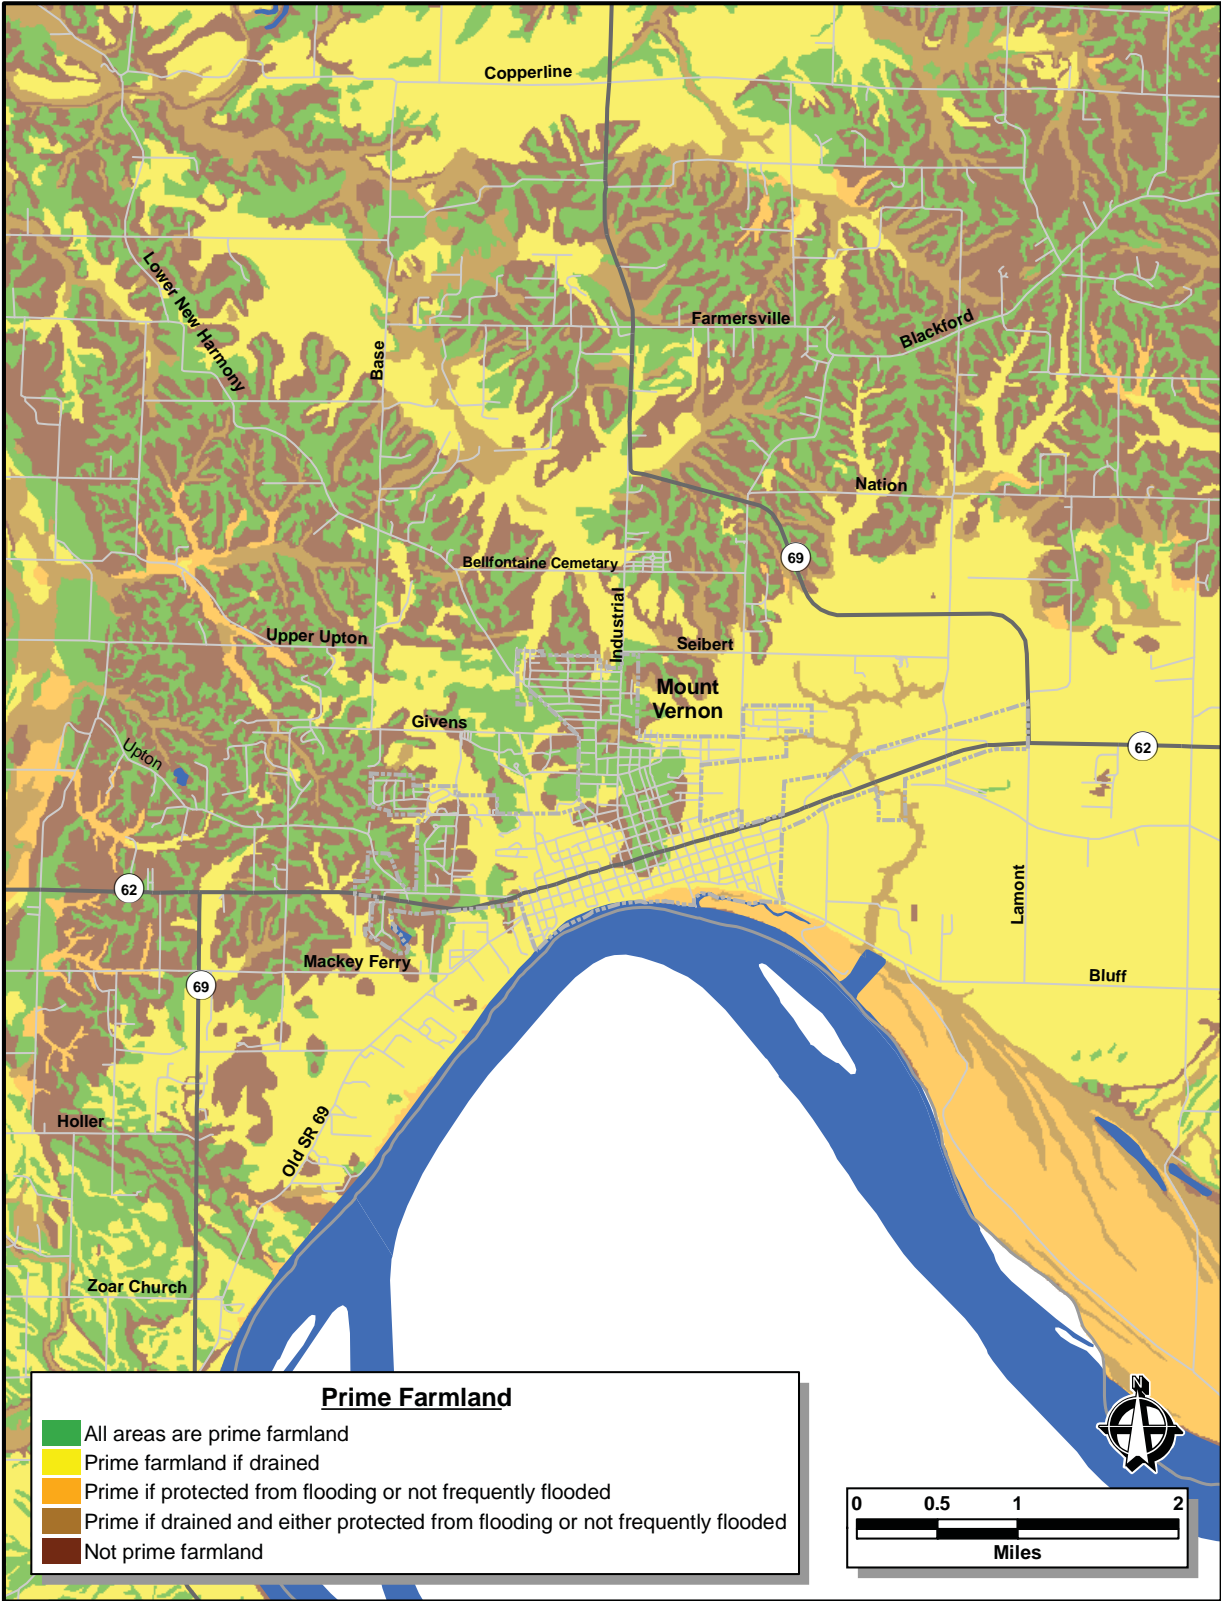 Copperline
Lower New Harmony
Farmersville
Blackford
Base
Nation
69
Bellfontaine Cemetary
Industrial
Upper Upton
Seibert
Mount
Vernon
Givens
Upton
62
62
Lamont
Mackey Ferry
Bluff
69
Holler
Old SR 69
Zoar Church
Prime Farmland
All areas are prime farmland
Prime farmland if drained
Prime if protected from flooding or not frequently flooded
Prime if drained and either protected from flooding or not frequently flooded
Not prime farmland
N
0 0.5 1 2
Miles